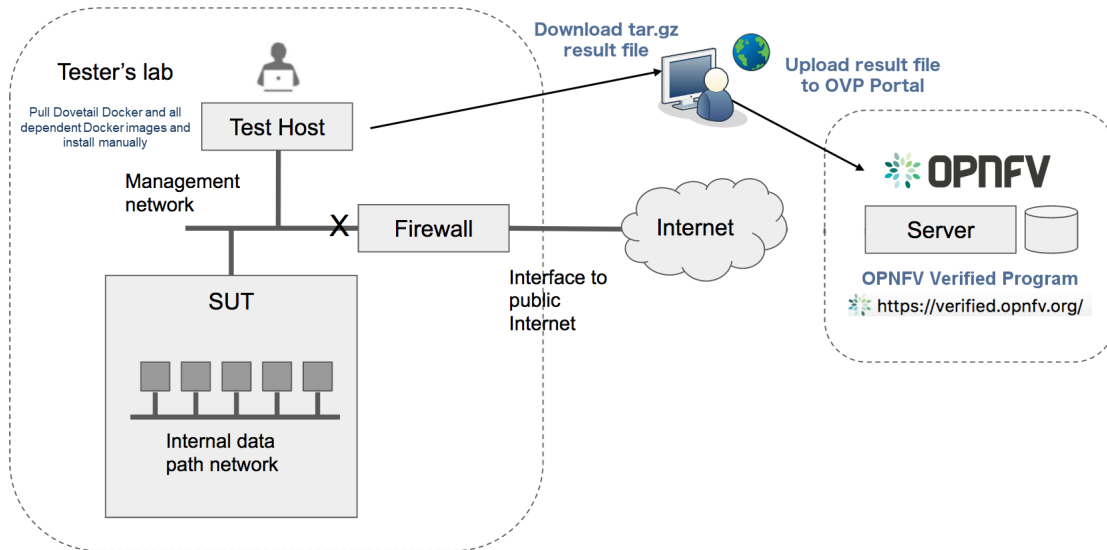 Download tar.gz
result file
Tester's lab
Upload result file
to OVP Portal
Pull Dovetail Docker and all
dependent Docker images and
install manually
Test Host
OPNFV
Management
network
X
Firewall
Internet
Server
Interface to
public
Internet
OPNFV Verified Program
https://verified.opnfv.org/
SUT
Internal data
path network